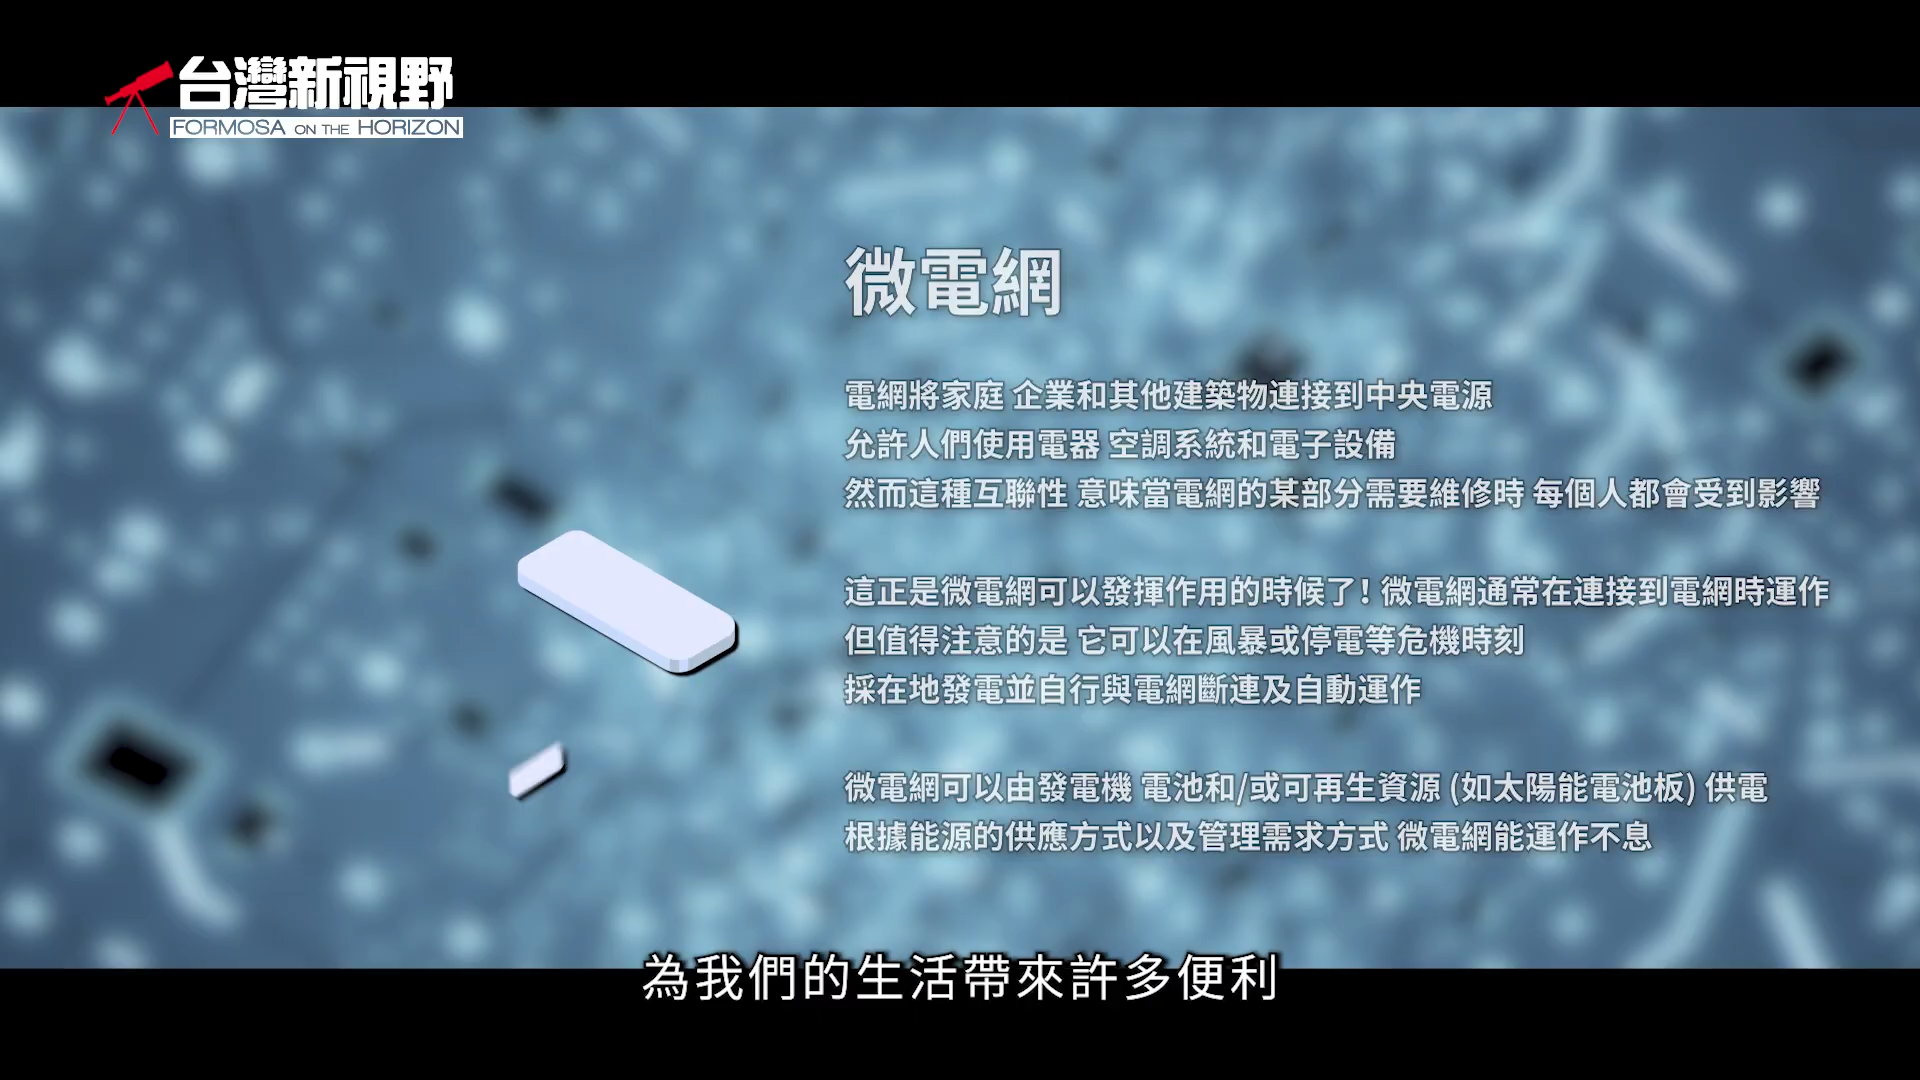 台灣新視野
FORMOSA ON THE HORIZON
微電網
電網將家庭 企業和其他建築物連接到中央電源
允許人們使用電器 空調系統和電子設備
然而這種互聯性 意味當電網的某部分需要維修時 每個人都會受到影響
這正是微電網可以發揮作用的時候了！微電網通常在連接到電網時運作
但值得注意的是 它可以在風暴或停電等危機時刻
採在地發電並自行與電網斷連及自動運作
微電網可以由發電機 電池和/或可再生資源 (如太陽能電池板) 供電
根據能源的供應方式以及管理需求方式 微電網能運作不息
為我們的生活帶來許多便利